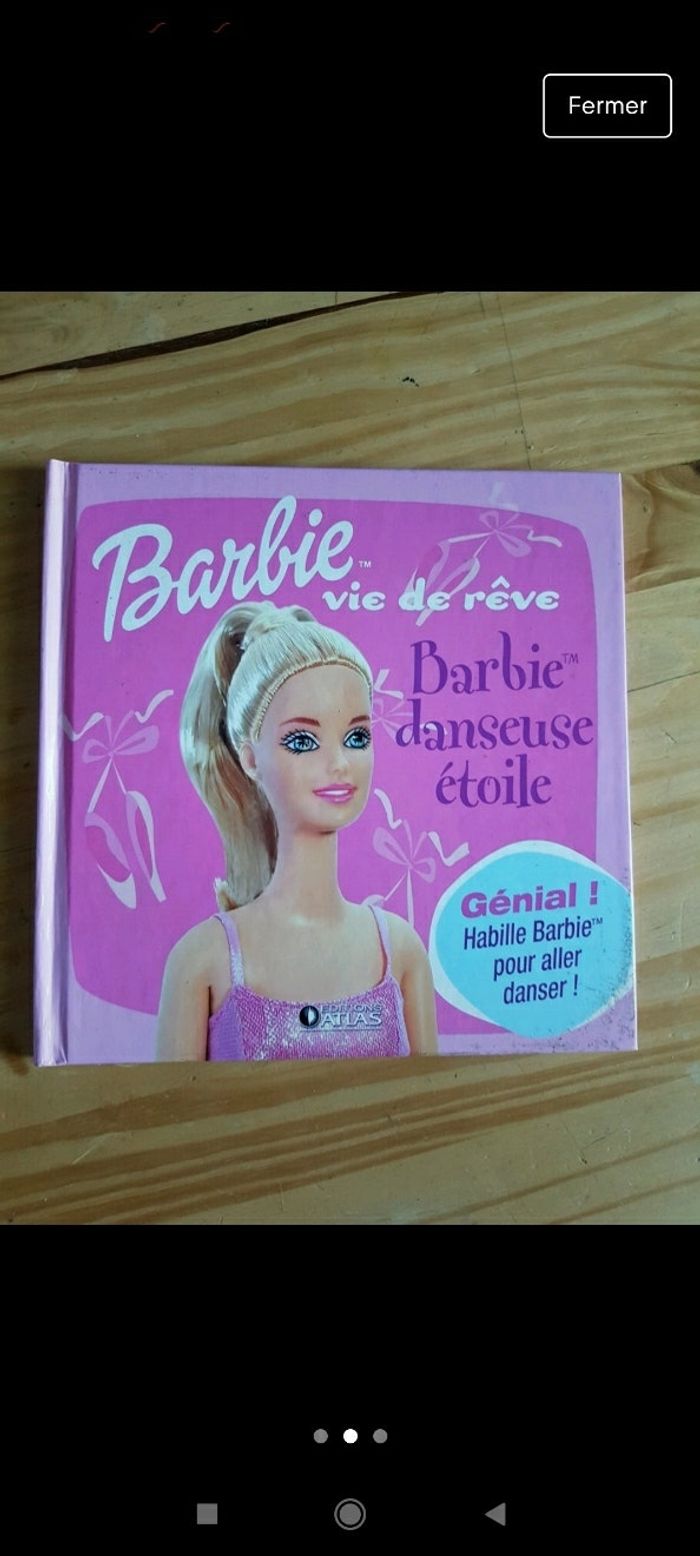 Fermer
Barbie™
vie de rêve
Barbie™
danseuse
étoile
Génial !
Habille Barbie™
pour aller
danser !
EDITIONS
ATLAS